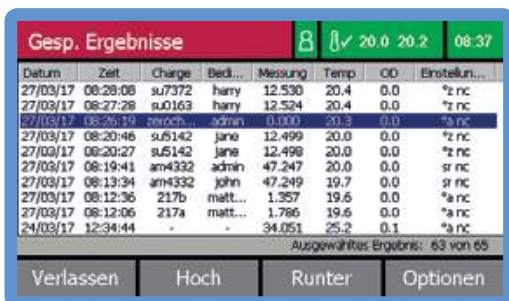 Gesp. Ergebnisse 8 20.0 20.2 08:37
Datum Zeit Charge Bedi... Messung Temp OD Einstellun...
27/03/17 08:28:08 su7372 harry 12.530 20.4 0.0 °z nc
27/03/17 08:27:28 su0163 harry 12.524 20.4 0.0 °z nc
27/03/17 08:26:19 zeroch... admin 0.000 20.3 0.0 °a nc
27/03/17 08:20:46 su5142 jane 12.499 20.0 0.0 °z nc
27/03/17 08:20:27 su5142 jane 12.498 20.0 0.0 °z nc
27/03/17 08:19:41 am4332 admin 47.247 20.0 0.0 sr nc
27/03/17 08:13:34 am4332 john 47.249 19.7 0.0 sr nc
27/03/17 08:12:36 217b matt... 1.357 19.6 0.0 °a nc
27/03/17 08:12:06 217a matt... 1.786 19.6 0.0 °a nc
24/03/17 12:34:44 - - 34.051 25.2 0.1 °a nc
Ausgewähltes Ergebnis: 63 von 65
Verlassen Hoch Runter Optionen